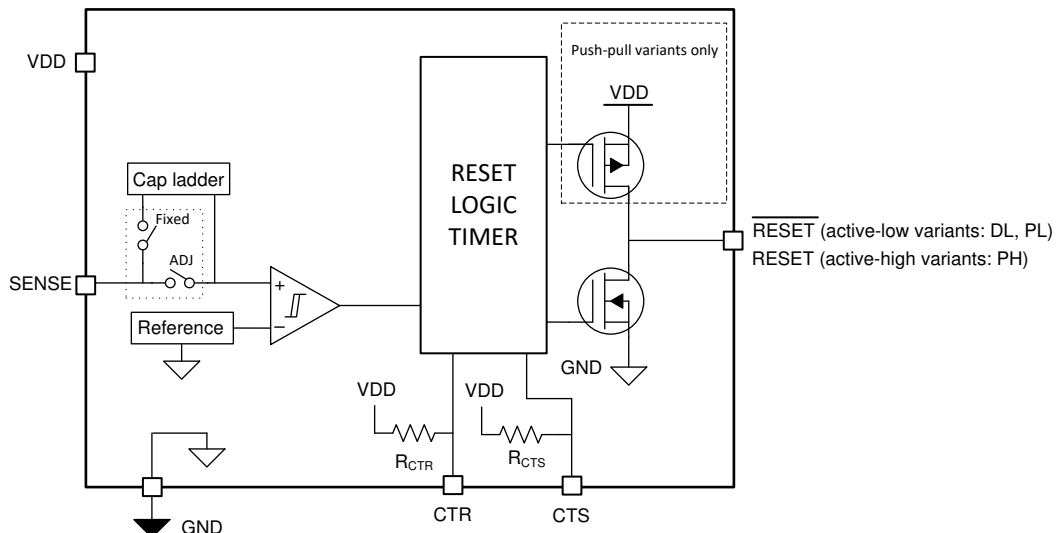 Push-pull variants only
VDD
VDD
Cap ladder
Fixed
ADJ
SENSE
+
−
Reference
RESET
LOGIC
TIMER
RESET (active-low variants: DL, PL)
RESET (active-high variants: PH)
GND
VDD
VDD
RCTR
RCTS
GND
CTR
CTS